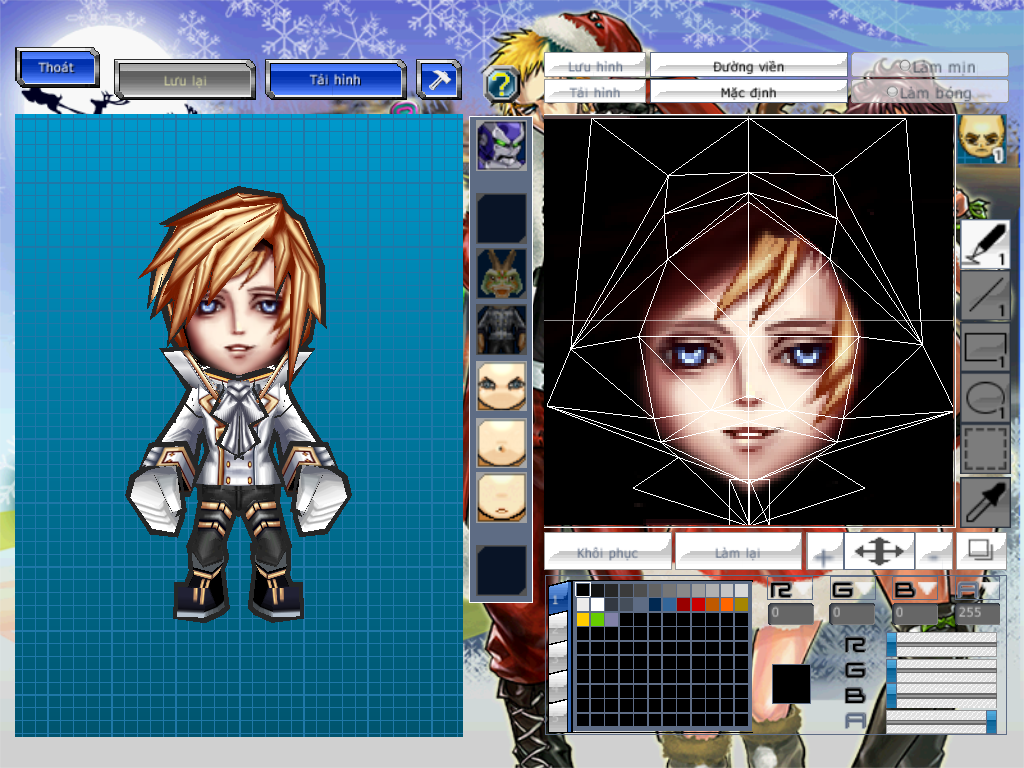 Thoát
Lưu lại
Tải hình
Lưu hình
Đường viền
Làm mịn
Tải hình
Mặc định
Làm bóng
1
1
1
1
1
Khôi phục
Làm lại
+
-
1
R G B A
0 0 0 255
R
G
B
A